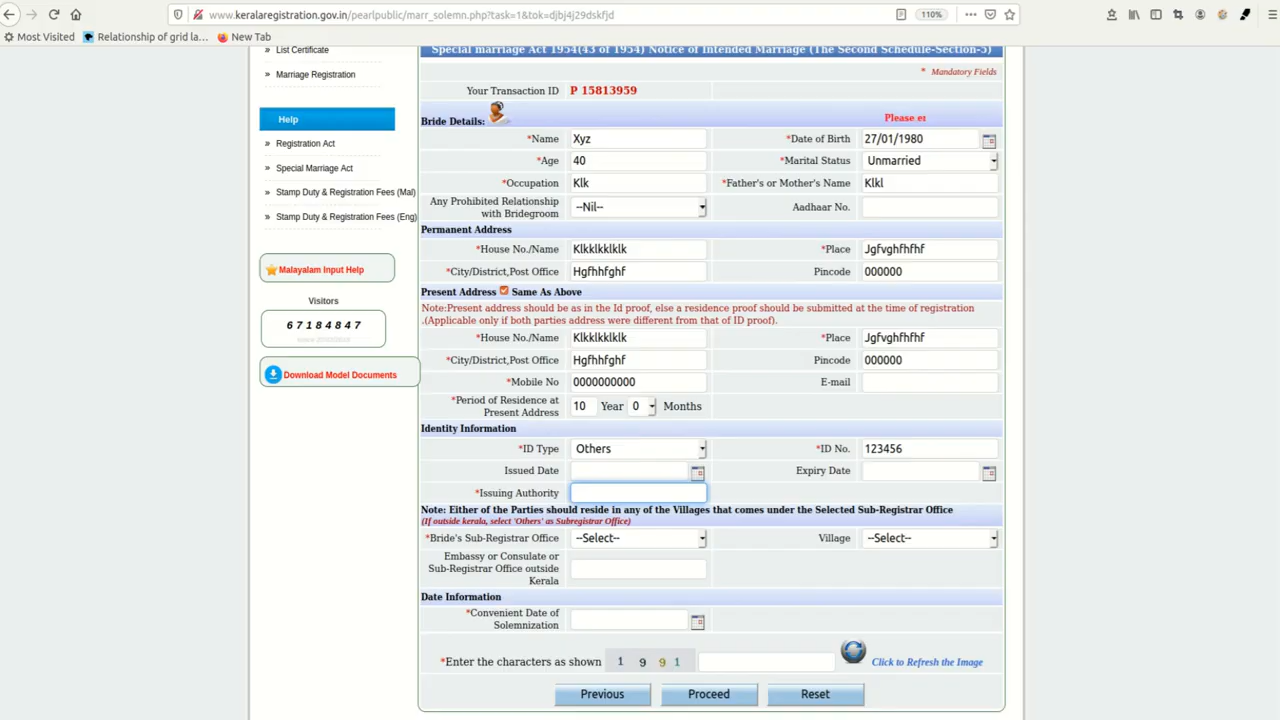 www.keralaregistration.gov.in/pearlpublic/marr_solemn.php?task=1&tok=djbj4j29dskfjd
110%
Most Visited Relationship of grid la... New Tab
List Certificate
Marriage Registration
Help
Registration Act
Special Marriage Act
Stamp Duty & Registration Fees (Mal)
Stamp Duty & Registration Fees (Eng)
Malayalam Input Help
Visitors
67184847
Download Model Documents
Special marriage Act 1954(43 of 1954) Notice of Intended Marriage (The Second Schedule-Section-5)
* Mandatory Fields
Your Transaction ID P 15813959
Bride Details: Please er
*Name Xyz *Date of Birth 27/01/1980
*Age 40 *Marital Status Unmarried
*Occupation Klk *Father's or Mother's Name Klkl
Any Prohibited Relationship with Bridegroom --Nil-- Aadhaar No.
Permanent Address
*House No./Name Klkklkklklk *Place Jgfvghfhfhf
*City/District,Post Office Hgfhhfghf Pincode 000000
Present Address Same As Above
Note:Present address should be as in the Id proof, else a residence proof should be submitted at the time of registration
.(Applicable only if both parties address were different from that of ID proof).
*House No./Name Klkklkklklk *Place Jgfvghfhfhf
*City/District,Post Office Hgfhhfghf Pincode 000000
*Mobile No 0000000000 E-mail
*Period of Residence at Present Address 10 Year 0 Months
Identity Information
*ID Type Others *ID No. 123456
Issued Date Expiry Date
*Issuing Authority
Note: Either of the Parties should reside in any of the Villages that comes under the Selected Sub-Registrar Office
(If outside kerala, select 'Others' as Subregistrar Office)
*Bride's Sub-Registrar Office --Select-- Village --Select--
Embassy or Consulate or
Sub-Registrar Office outside
Kerala
Date Information
*Convenient Date of
Solemnization
*Enter the characters as shown 1 9 9 1 Click to Refresh the Image
Previous Proceed Reset